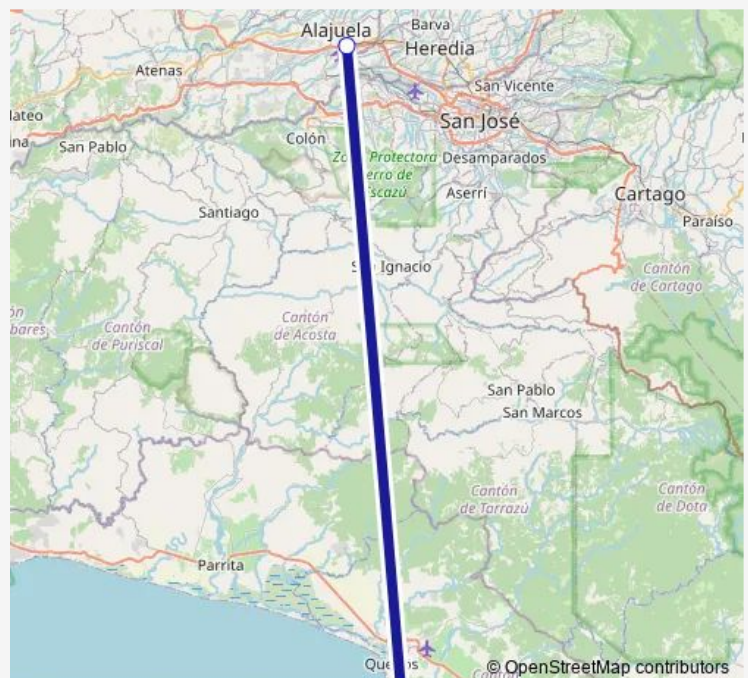 Alajuela
Barva
Heredia
Atenas
San Vicente
San José
Colón
San Pablo
Protectora
Desamparados
Aserrí
Cartago
Santiago
Paraíso
Ignacio
Cantón
de Cartago
Cantón
de Acosta
Cantón
de Puriscal
San Pablo
San Marcos
Cantón
de Tarrazú
Cantón
de Dota
Parrita
© OpenStreetMap contributors